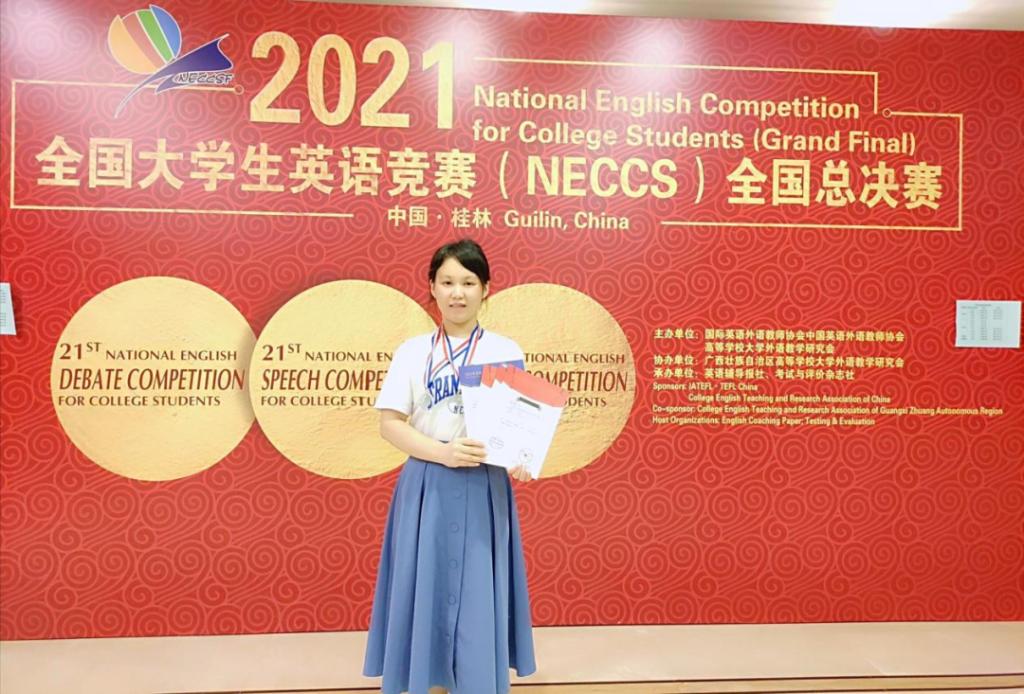 NECCSF
2021
National English Competition
for College Students (Grand Final)
全国大学生英语竞赛（NECCS）全国总决赛
中国·桂林 Guilin, China
21ST NATIONAL ENGLISH
DEBATE COMPETITION
FOR COLLEGE STUDENTS
21ST NATIONAL EN
SPEECH COMPE
FOR COLLEGE STU
NATIONAL ENGLISH
OMPETITION
UDENTS
SRAN
主办单位：国际英语外语教师协会中国英语外语教师协会
高等学校大学外语教学研究会
协办单位：广西壮族自治区高等学校大学外语教学研究会
承办单位：英语辅导报社、考试与评价杂志社
Sponsors: IATEFL·TEFL China
College English Teaching and Research Association of China
Co-sponsor: College English Teaching and Research Association of Guangxi Zhuang Autonomous Region
Host Organizations: English Coaching Paper; Testing & Evaluation